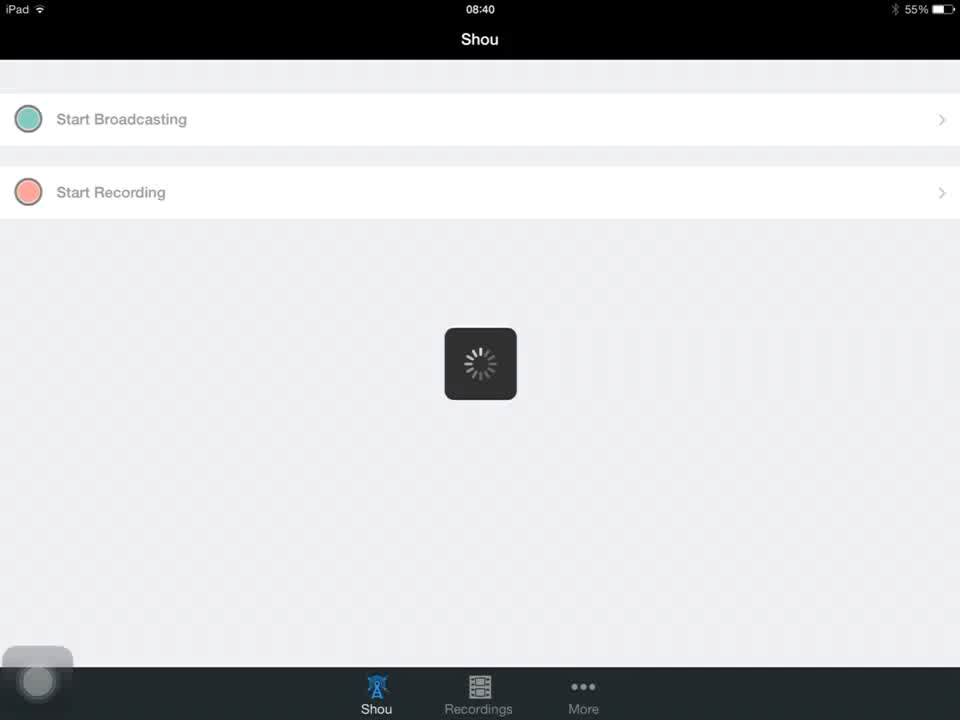 iPad 08:40 55%
Shou
Start Broadcasting
Start Recording
Shou Recordings More